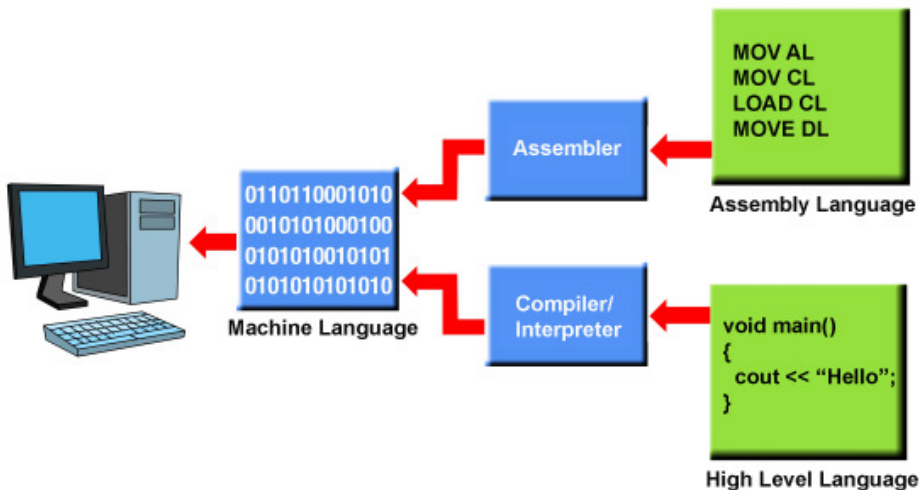 MOV AL
MOV CL
LOAD CL
MOVE DL
Assembly Language
Assembler
0110110001010
0010101000100
0101010010101
0101010101010
Machine Language
Compiler/
Interpreter
void main()
{
cout << “Hello”;
}
High Level Language